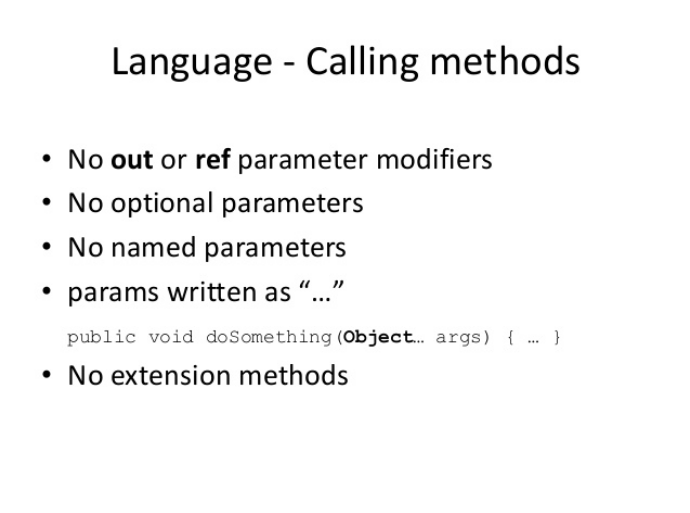 Language - Calling methods
• No out or ref parameter modifiers
• No optional parameters
• No named parameters
• params written as “…”
public void doSomething(Object… args) { … }
• No extension methods